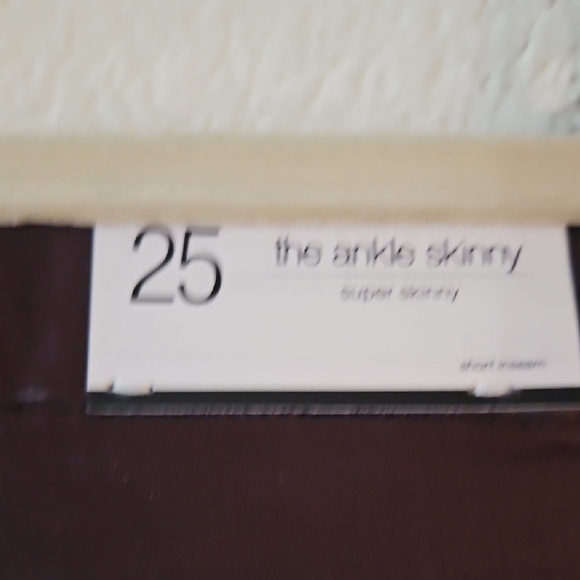 25
the ankle skinny
super skinny
short inseam